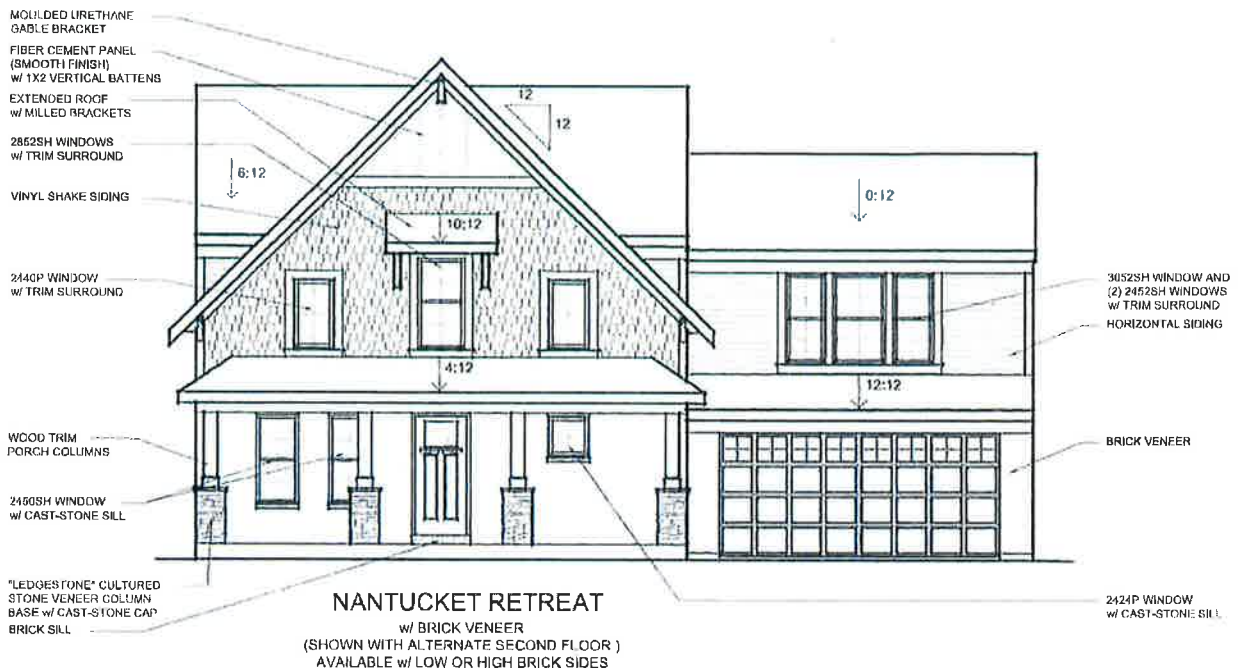 MOULDED URETHANE
GABLE BRACKET
FIBER CEMENT PANEL
(SMOOTH FINISH)
w/ 1X2 VERTICAL BATTENS
EXTENDED ROOF
w/ MILLED BRACKETS
2852SH WINDOWS
w/ TRIM SURROUND
VINYL SHAKE SIDING
2440P WINDOW
w/ TRIM SURROUND
WOOD TRIM
PORCH COLUMNS
2450SH WINDOW
w/ CAST-STONE SILL
"LEDGESTONE" CULTURED
STONE VENEER COLUMN
BASE w/ CAST-STONE CAP
BRICK SILL
12
12
6:12
10:12
4:12
0:12
12:12
3052SH WINDOW AND
(2) 2452SH WINDOWS
w/ TRIM SURROUND
HORIZONTAL SIDING
BRICK VENEER
2424P WINDOW
w/ CAST-STONE SILL
NANTUCKET RETREAT
w/ BRICK VENEER
(SHOWN WITH ALTERNATE SECOND FLOOR )
AVAILABLE w/ LOW OR HIGH BRICK SIDES